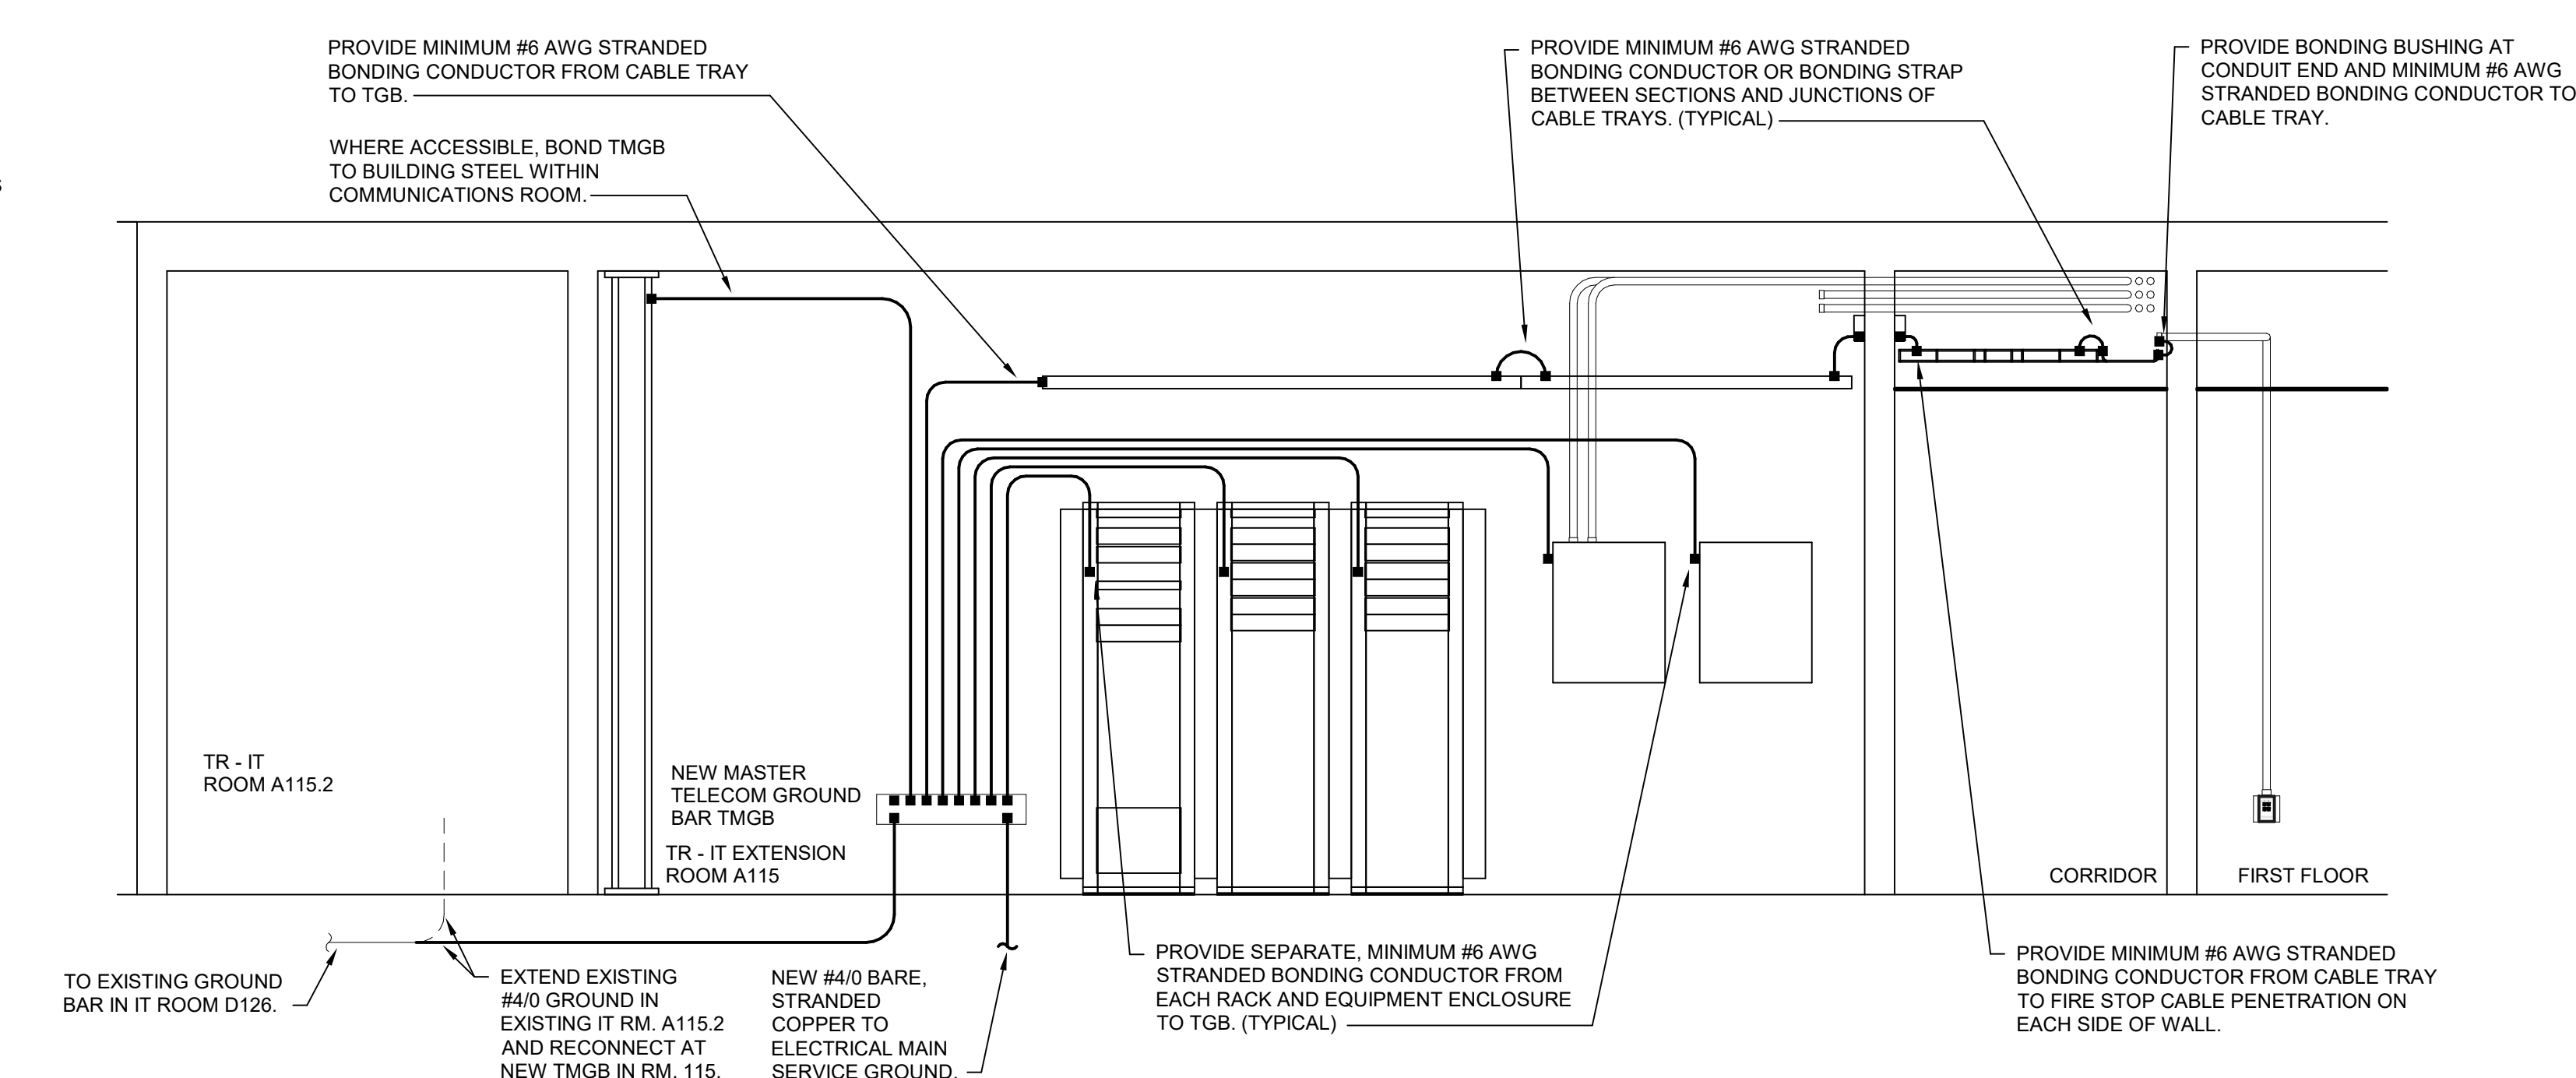 PROVIDE MINIMUM #6 AWG STRANDED
BONDING CONDUCTOR FROM CABLE TRAY
TO TGB.
WHERE ACCESSIBLE, BOND TMGB
TO BUILDING STEEL WITHIN
COMMUNICATIONS ROOM.
PROVIDE MINIMUM #6 AWG STRANDED
BONDING CONDUCTOR OR BONDING STRAP
BETWEEN SECTIONS AND JUNCTIONS OF
CABLE TRAYS. (TYPICAL)
PROVIDE BONDING BUSHING AT
CONDUIT END AND MINIMUM #6 AWG
STRANDED BONDING CONDUCTOR TO
CABLE TRAY.
TR - IT
ROOM A115.2
NEW MASTER
TELECOM GROUND
BAR TMGB
TR - IT EXTENSION
ROOM A115
CORRIDOR
FIRST FLOOR
TO EXISTING GROUND
BAR IN IT ROOM D126.
EXTEND EXISTING
#4/0 GROUND IN
EXISTING IT RM. A115.2
AND RECONNECT AT
NEW TMGB IN RM. 115.
NEW #4/0 BARE,
STRANDED
COPPER TO
ELECTRICAL MAIN
SERVICE GROUND.
PROVIDE SEPARATE, MINIMUM #6 AWG
STRANDED BONDING CONDUCTOR FROM
EACH RACK AND EQUIPMENT ENCLOSURE
TO TGB. (TYPICAL)
PROVIDE MINIMUM #6 AWG STRANDED
BONDING CONDUCTOR FROM CABLE TRAY
TO FIRE STOP CABLE PENETRATION ON
EACH SIDE OF WALL.